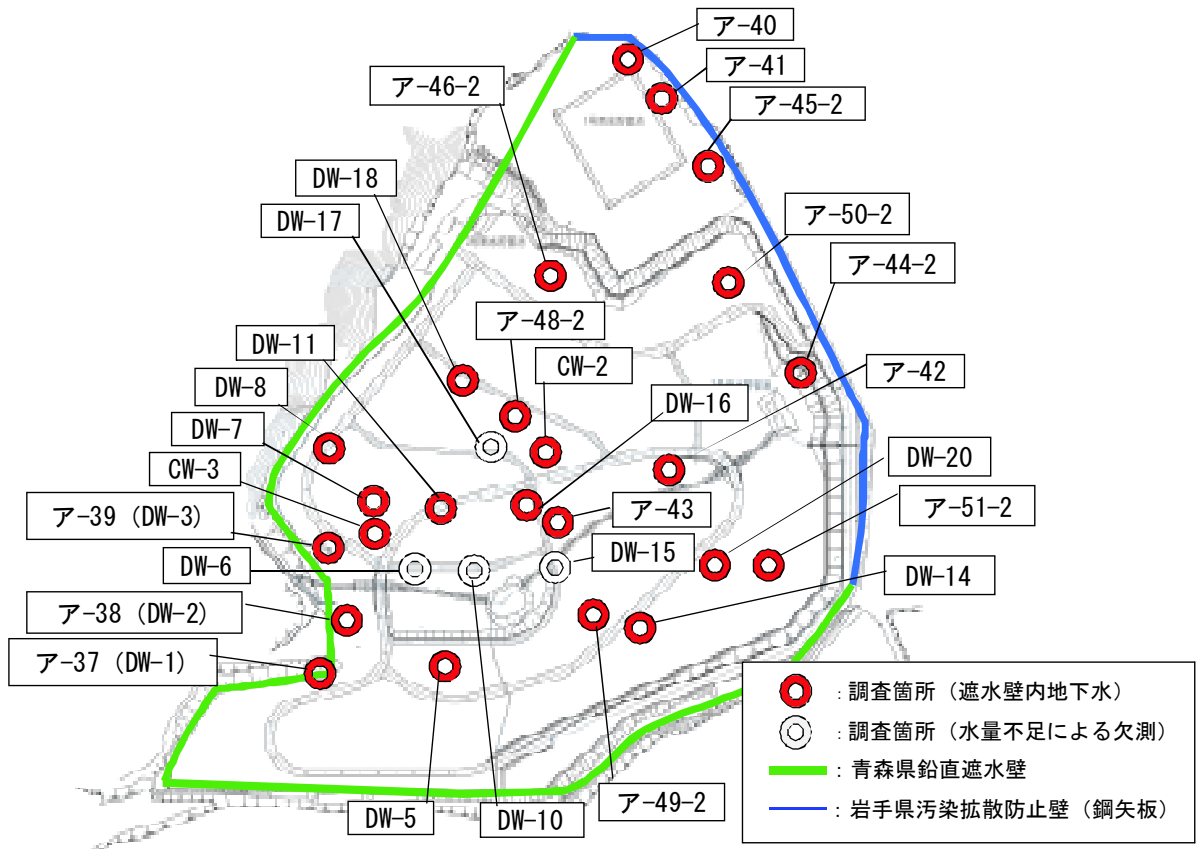 ア-40
ア-41
ア-46-2
ア-45-2
DW-18
DW-17
ア-50-2
ア-44-2
ア-48-2
DW-11
CW-2
ア-42
DW-8
DW-16
DW-7
CW-3
DW-20
ア-39（DW-3）
ア-43
ア-51-2
DW-6
DW-15
DW-14
ア-38（DW-2）
ア-37（DW-1）
DW-5
DW-10
ア-49-2
：調査箇所（遮水壁内地下水）
：調査箇所（水量不足による欠測）
：青森県鉛直遮水壁
：岩手県汚染拡散防止壁（鋼矢板）